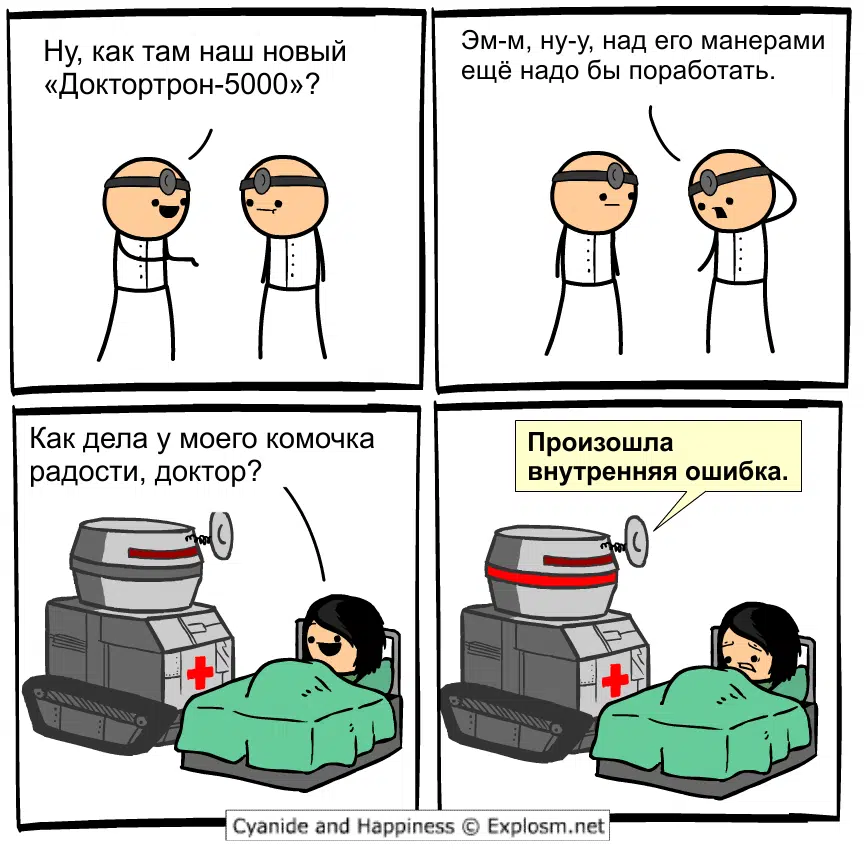 Ну, как там наш новый
«Доктортрон-5000»?
Эм-м, ну-у, над его манерами
ещё надо бы поработать.
Как дела у моего комочка
радости, доктор?
Произошла
внутренняя ошибка.
Cyanide and Happiness © Explosm.net